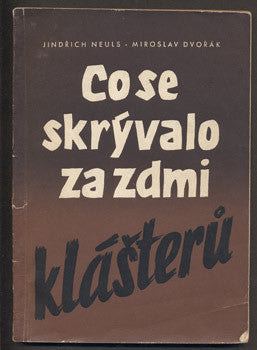 JINDŘICH NEULS - MIROSLAV DVOŘÁK
Co se
skrývalo
za zdmi
klášterů